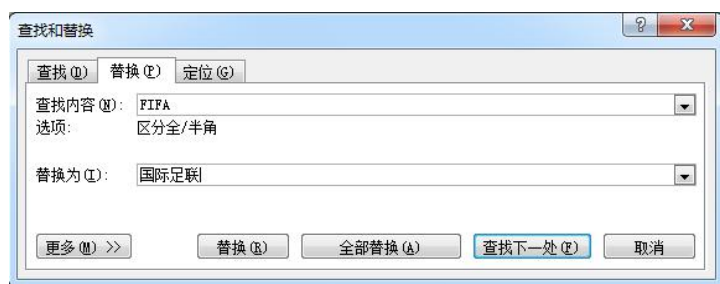 查找和替换
查找(D) 替换(P) 定位(G)
查找内容(N): FIFA
选项: 区分全/半角
替换为(I): 国际足联
更多(M) >> 替换(R) 全部替换(A) 查找下一处(F) 取消